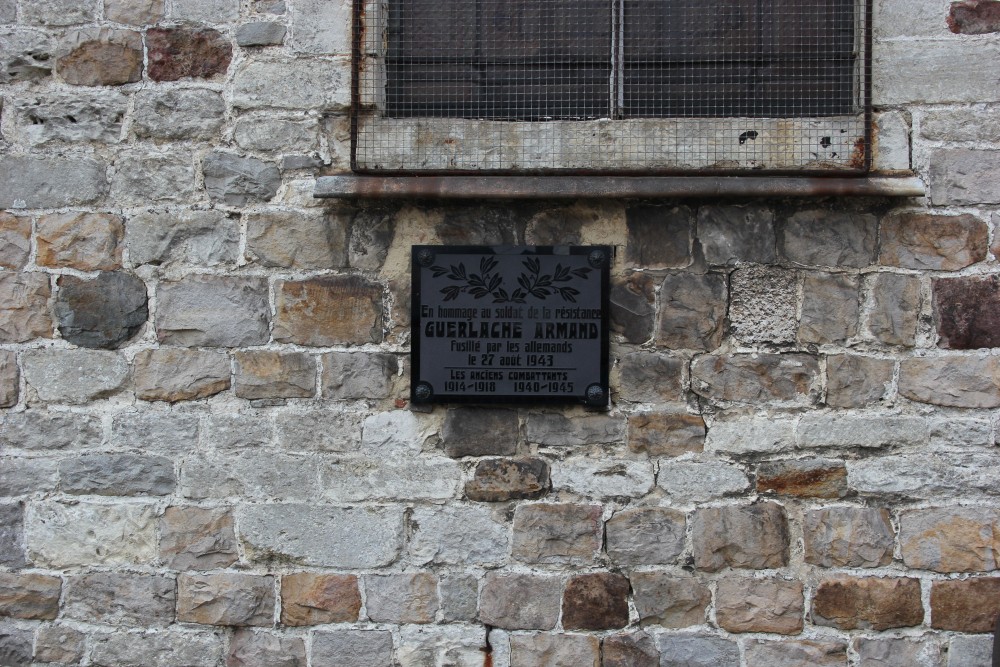 En hommage au soldat de la résistance
GUERLACHE ARMAND
Fusillé par les allemands
le 27 août 1943
LES ANCIENS COMBATTANTS
1914-1918 1940-1945